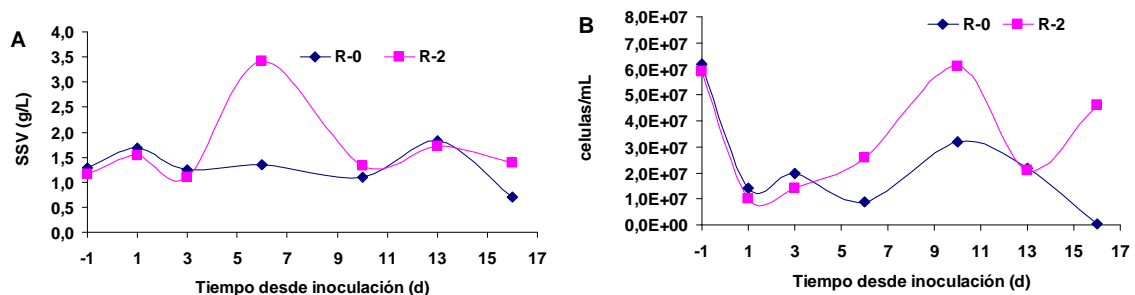 A
SSV (g/L)
4,0
3,5
3,0
2,5
2,0
1,5
1,0
0,5
0,0
R-0 R-2
-1 1 3 5 7 9 11 13 15 17
Tiempo desde inoculación (d)
B
celulas/mL
8,0E+07
7,0E+07
6,0E+07
5,0E+07
4,0E+07
3,0E+07
2,0E+07
1,0E+07
0,0E+00
R-0 R-2
-1 1 3 5 7 9 11 13 15 17
Tiempo desde inoculación (d)